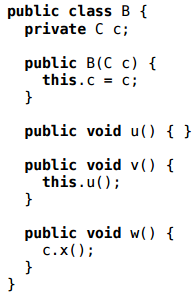 public class B {
  private C c;

  public B(C c) {
    this.c = c;
  }

  public void u() { }

  public void v() {
    this.u();
  }

  public void w() {
    c.x();
  }
}